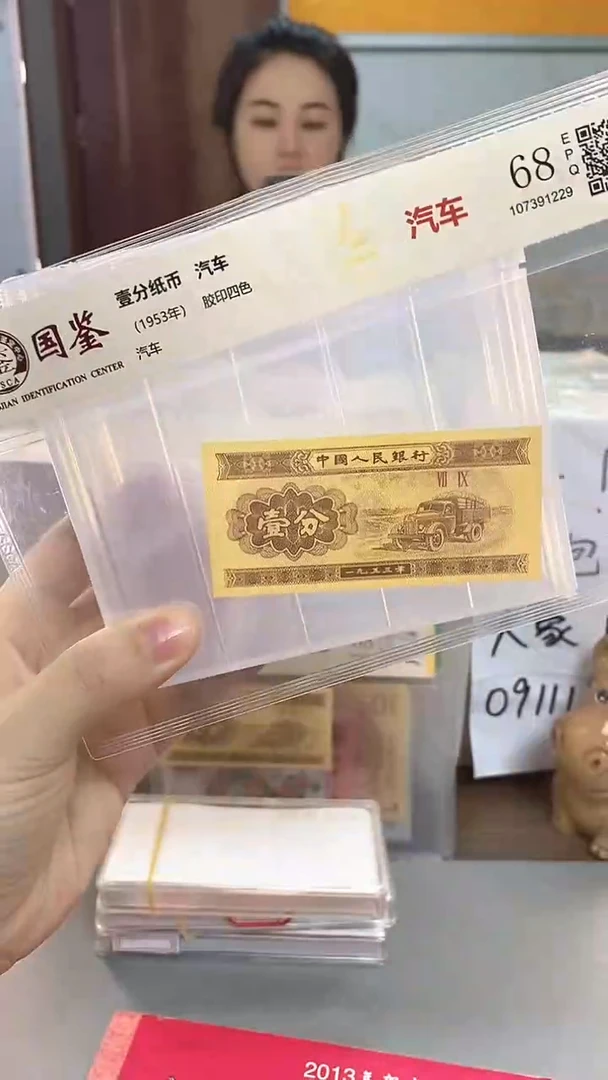 汽车
68
EPQ
107391229
壹分纸币 汽车
(1953年) 胶印四色
汽车
国鉴
IDENTIFICATION CENTER
中國人民銀行
VII IX
壹分
一九五三年
09111
2013